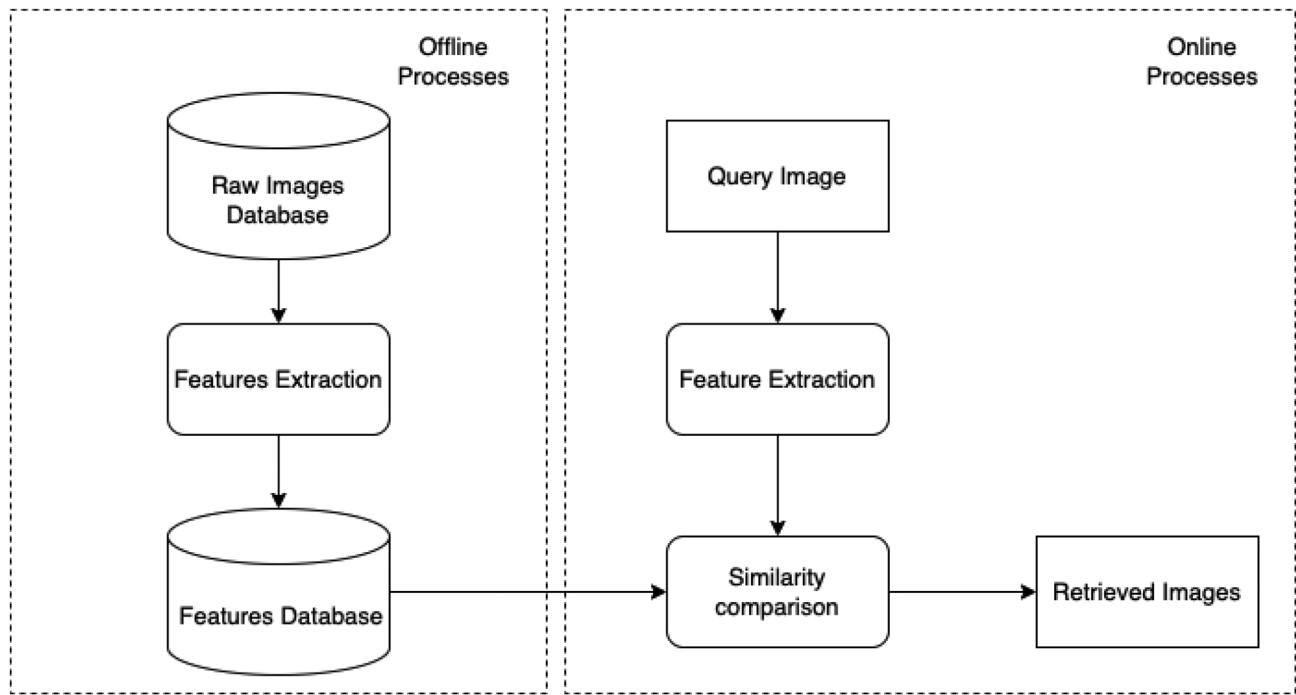 Offline
Processes
Raw Images
Database
Features Extraction
Features Database
Online
Processes
Query Image
Feature Extraction
Similarity
comparison
Retrieved Images